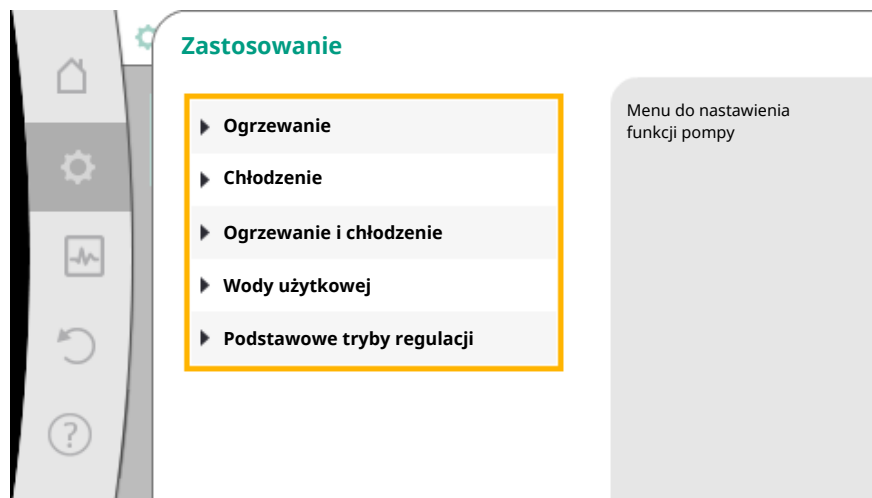 Zastosowanie
Ogrzewanie
Chłodzenie
Ogrzewanie i chłodzenie
Wody użytkowej
Podstawowe tryby regulacji
Menu do nastawienia
funkcji pompy
?